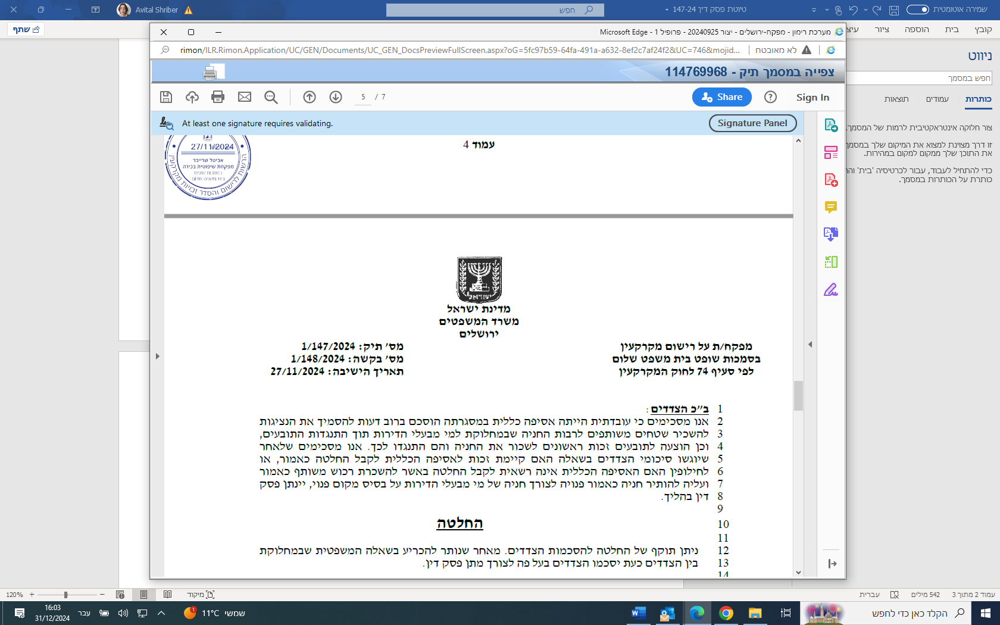 שמירה אוטומטית
טיוטת פסק דין 147-24
חפש
Avital Shriber
קובץ
בית
הוספה
ציור
עיצ
שתף
ניווט
חפש במסמך
כותרות
עמודים
תוצאות
צור חלוקה אינטראקטיבית לרמות של המסמך.
זו דרך מצוינת למצוא את המיקום שלך במסמך
את התוכן שלך ממקום למקום במהירות.
כדי להתחיל לעבוד, עבור לכרטיסיה 'בית' והח
כותרת על הכותרות במסמך.
מערכת רימון - מפקח-ירושלים - יצור 20240925 - פרופיל 1 - Microsoft Edge
rimon/ILR.Rimon.Application/UC/GEN/Documents/UC_GEN_DocsPreviewFullScreen.aspx?oG=5fc97b59-64fa-491a-a632-8ef2c7af24f2&UC=746&mojid...
לא מאובטח
צפייה במסמך תיק - 114769968
5 / 7
Share
Sign In
At least one signature requires validating.
Signature Panel
27/11/2024
אביטל שרייבר
מפקחת שיפוטית בכירה
בסמכות שופט
בית משפט שלום
הרשות לרישום והסדר זכויות מקרקעין
עמוד 4
ישראל
מדינת ישראל
משרד המשפטים
ירושלים
מפקח/ת על רישום מקרקעין
בסמכות שופט בית משפט שלום
לפי סעיף 74 לחוק המקרקעין
מס' תיק: 1/147/2024
מס' בקשה: 1/148/2024
תאריך הישיבה: 27/11/2024
1 ב"כ הצדדים:
2 אנו מסכימים כי עובדתית הייתה אסיפה כללית במסגרתה הוסכם ברוב דעות להסמיך את הנציגות
3 להשכיר שטחים משותפים לרבות החניה שבמחלוקת למי מבעלי הדירות תוך התנגדות התובעים,
4 וכן הוצעה לתובעים זכות ראשונים לשכור את החניה והם התנגדו לכך. אנו מסכימים שלאחר
5 שיוגשו סיכומי הצדדים בשאלה האם קיימת זכות לאסיפה הכללית לקבל החלטה כאמור, או
6 לחילופין האם האסיפה הכללית אינה רשאית לקבל החלטה באשר להשכרת רכוש משותף כאמור
7 ועליה להותיר חניה כאמור פנויה לצורך חניה של מי מבעלי הדירות על בסיס מקום פנוי, יינתן פסק
8 דין בהליך.
9
10 החלטה
11
12 ניתן תוקף של החלטה להסכמות הצדדים. מאחר שנותר להכריע בשאלה המשפטית שבמחלוקת
13 בין הצדדים כעת יסכמו הצדדים בעל פה לצורך מתן פסק דין.
14
עמוד 2 מתוך 3
542 מילים
עברית
מיקוד
120%
הקלד כאן כדי לחפש
11°C שמשי
1
עבר
16:03
31/12/2024